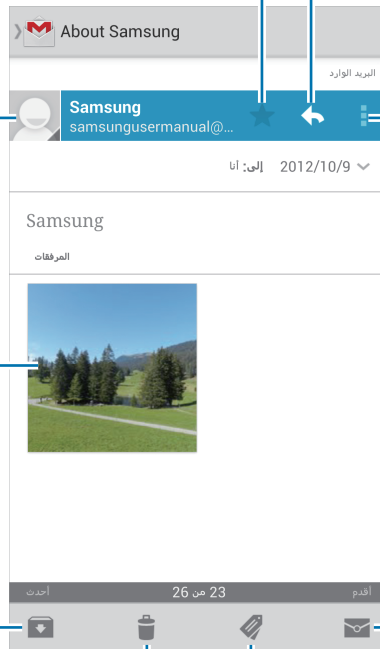 About Samsung
البريد الوارد
Samsung
samsungusermanual@...
إلى: أنا 2012/10/9
Samsung
المرفقات
أحدث 23 من 26 أقدم